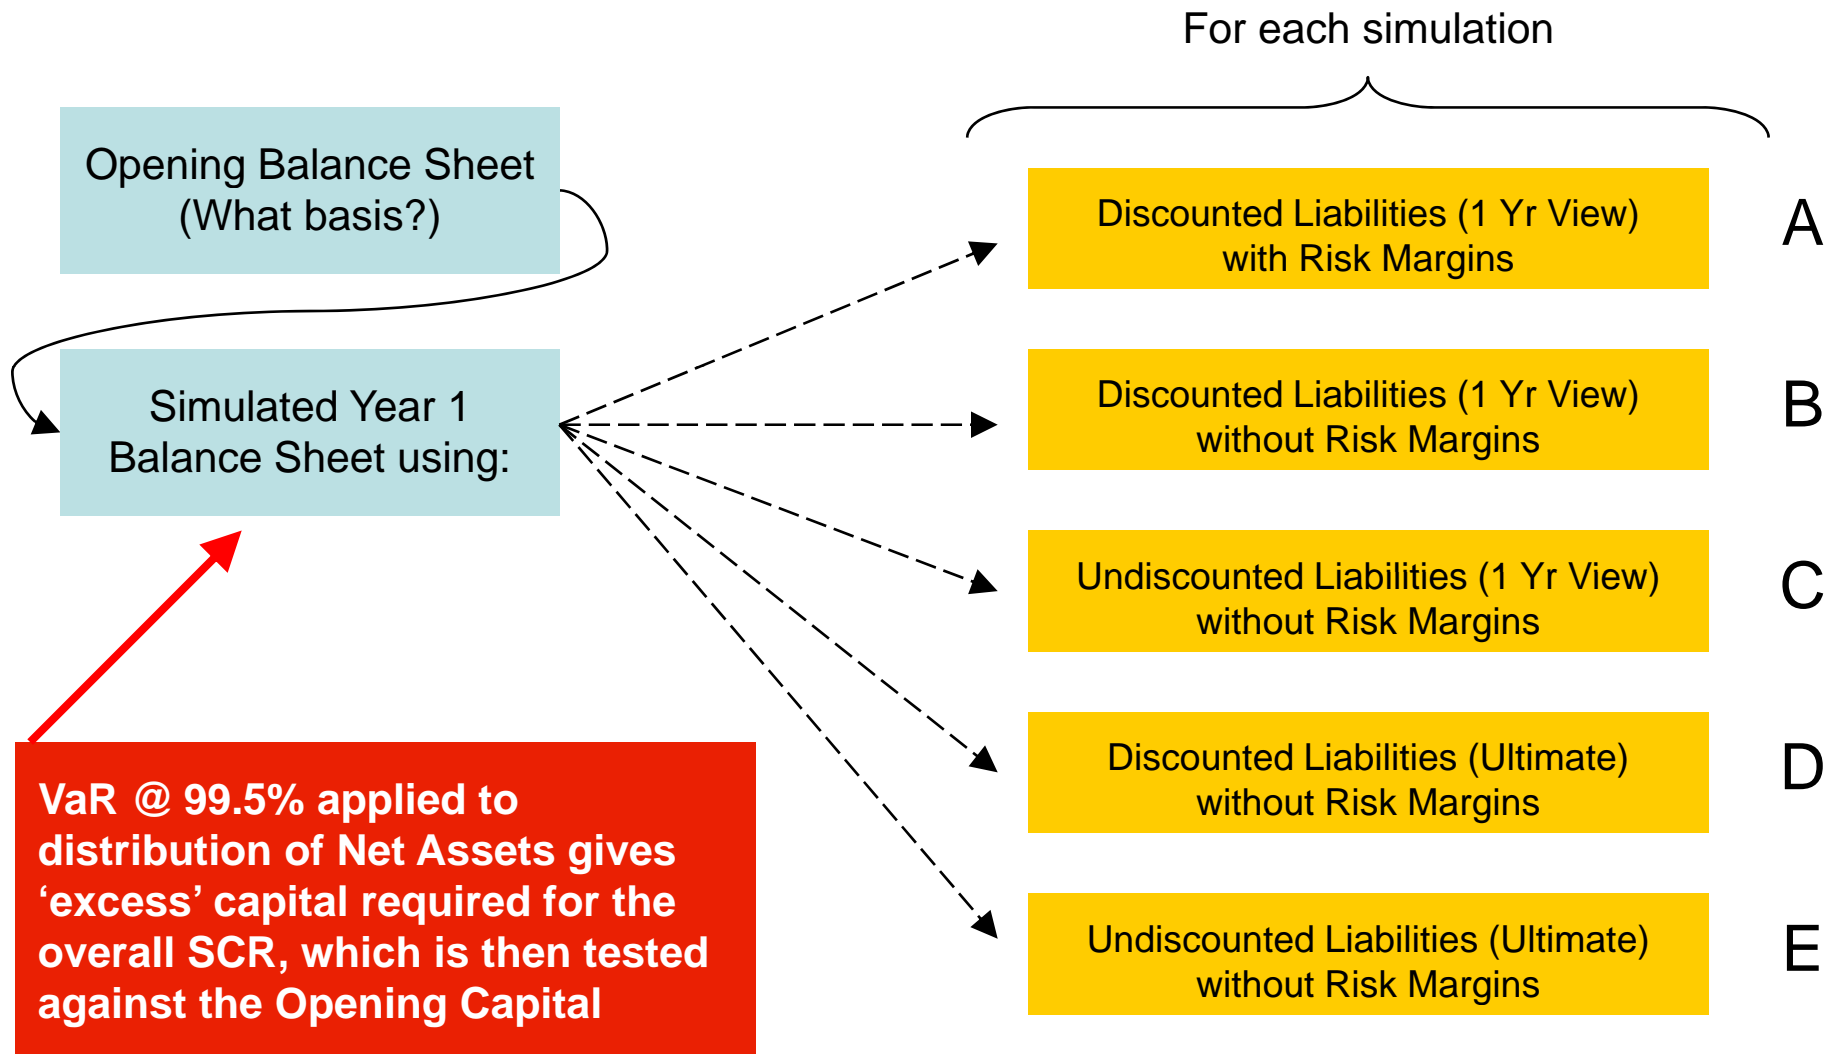 For each simulation
Opening Balance Sheet
(What basis?)
Simulated Year 1
Balance Sheet using:
VaR @ 99.5% applied to
distribution of Net Assets gives
‘excess’ capital required for the
overall SCR, which is then tested
against the Opening Capital
Discounted Liabilities (1 Yr View)
with Risk Margins
A
Discounted Liabilities (1 Yr View)
without Risk Margins
B
Undiscounted Liabilities (1 Yr View)
without Risk Margins
C
Discounted Liabilities (Ultimate)
without Risk Margins
D
Undiscounted Liabilities (Ultimate)
without Risk Margins
E